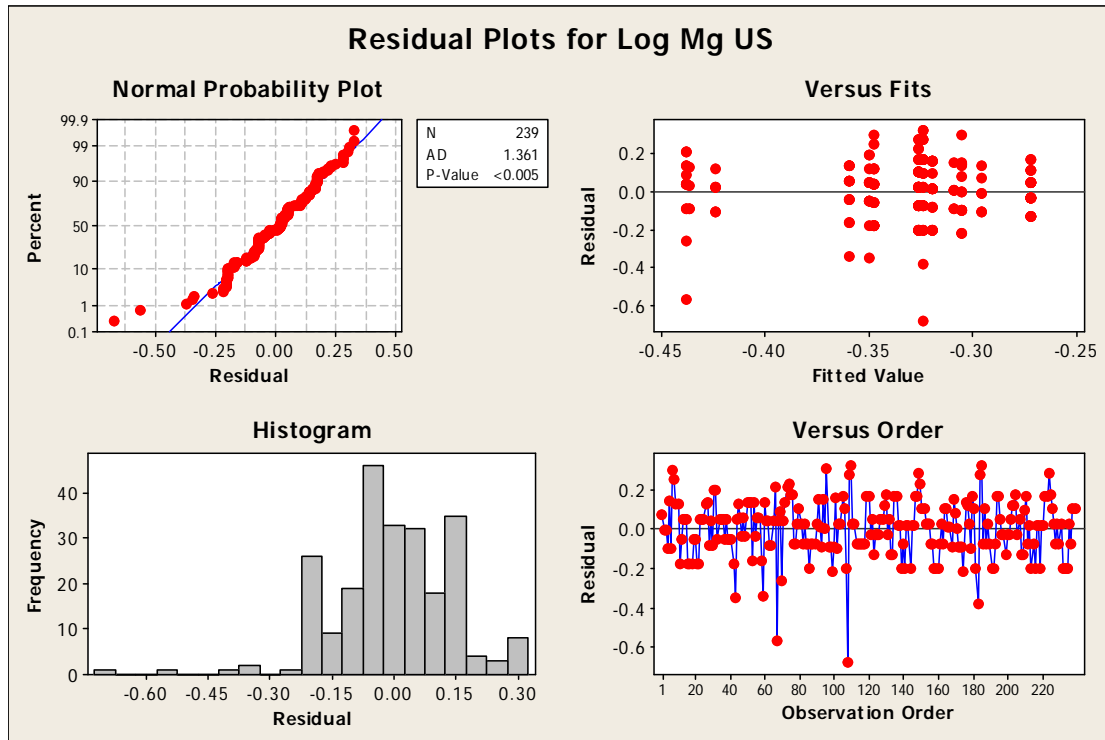 Residual Plots for Log Mg US
Normal Probability Plot
99.9
99
90
50
10
1
0.1
Percent
-0.50 -0.25 0.00 0.25 0.50
Residual
N 239
AD 1.361
P-Value <0.005
Versus Fits
0.2
0.0
-0.2
-0.4
-0.6
Residual
-0.45 -0.40 -0.35 -0.30 -0.25
Fitted Value
Histogram
40
30
20
10
0
Frequency
-0.60 -0.45 -0.30 -0.15 0.00 0.15 0.30
Residual
Versus Order
0.2
0.0
-0.2
-0.4
-0.6
Residual
1 20 40 60 80 100 120 140 160 180 200 220
Observation Order